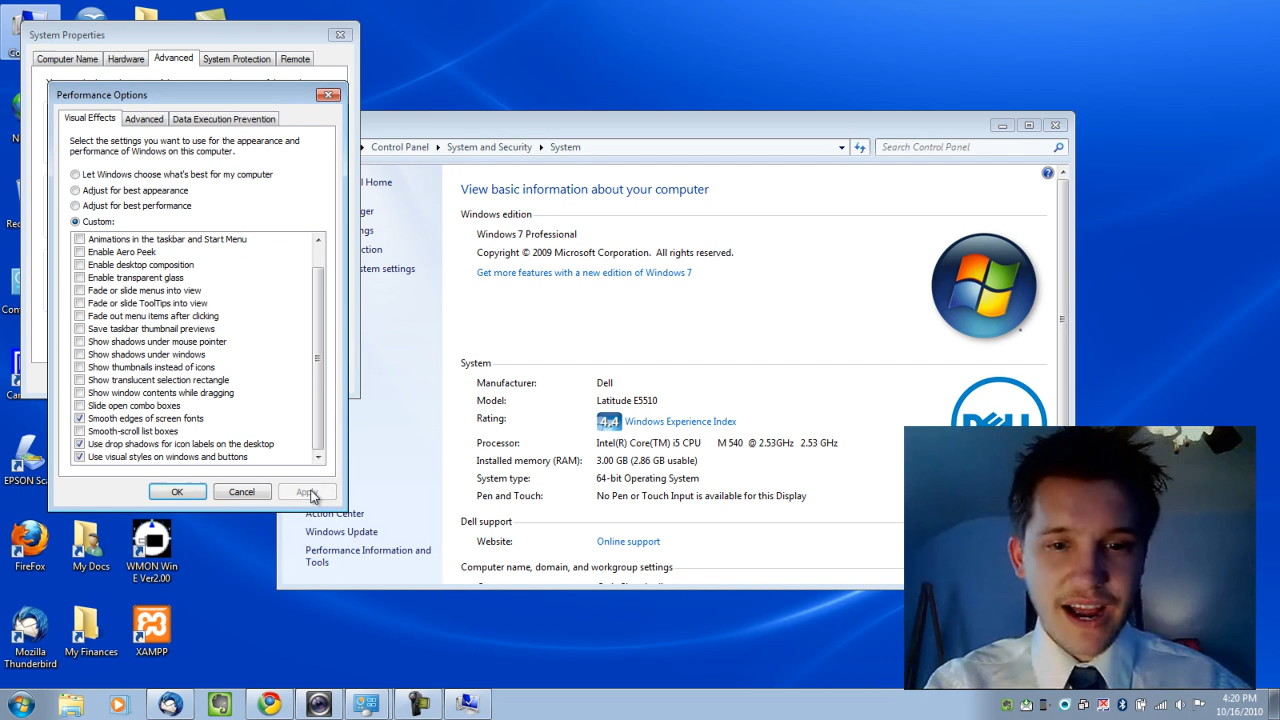 System Properties
Computer Name
Hardware
Advanced
System Protection
Remote
Performance Options
Visual Effects
Advanced
Data Execution Prevention
Select the settings you want to use for the appearance and
performance of Windows on this computer.
Let Windows choose what's best for my computer
Adjust for best appearance
Adjust for best performance
Custom:
Animations in the taskbar and Start Menu
Enable Aero Peek
Enable desktop composition
Enable transparent glass
Fade or slide menus into view
Fade or slide ToolTips into view
Fade out menu items after clicking
Save taskbar thumbnail previews
Show shadows under mouse pointer
Show shadows under windows
Show thumbnails instead of icons
Show translucent selection rectangle
Show window contents while dragging
Slide open combo boxes
Smooth edges of screen fonts
Smooth-scroll list boxes
Use drop shadows for icon labels on the desktop
Use visual styles on windows and buttons
OK
Cancel
Control Panel
System and Security
System
Search Control Panel
Home
View basic information about your computer
Windows edition
Windows 7 Professional
Copyright © 2009 Microsoft Corporation. All rights reserved.
Get more features with a new edition of Windows 7
System
Manufacturer: Dell
Model: Latitude E5510
Rating: 4,4 Windows Experience Index
Processor: Intel(R) Core(TM) i5 CPU M 540 @ 2.53GHz 2.53 GHz
Installed memory (RAM): 3.00 GB (2.86 GB usable)
System type: 64-bit Operating System
Pen and Touch: No Pen or Touch Input is available for this Display
Dell support
Website: Online support
Computer name, domain, and workgroup settings
settings
Action Center
Windows Update
Performance Information and
Tools
EPSON
FireFox
My Docs
WMON Win
E Ver2.00
Mozilla
Thunderbird
My Finances
XAMPP
4:20 PM
10/16/2010